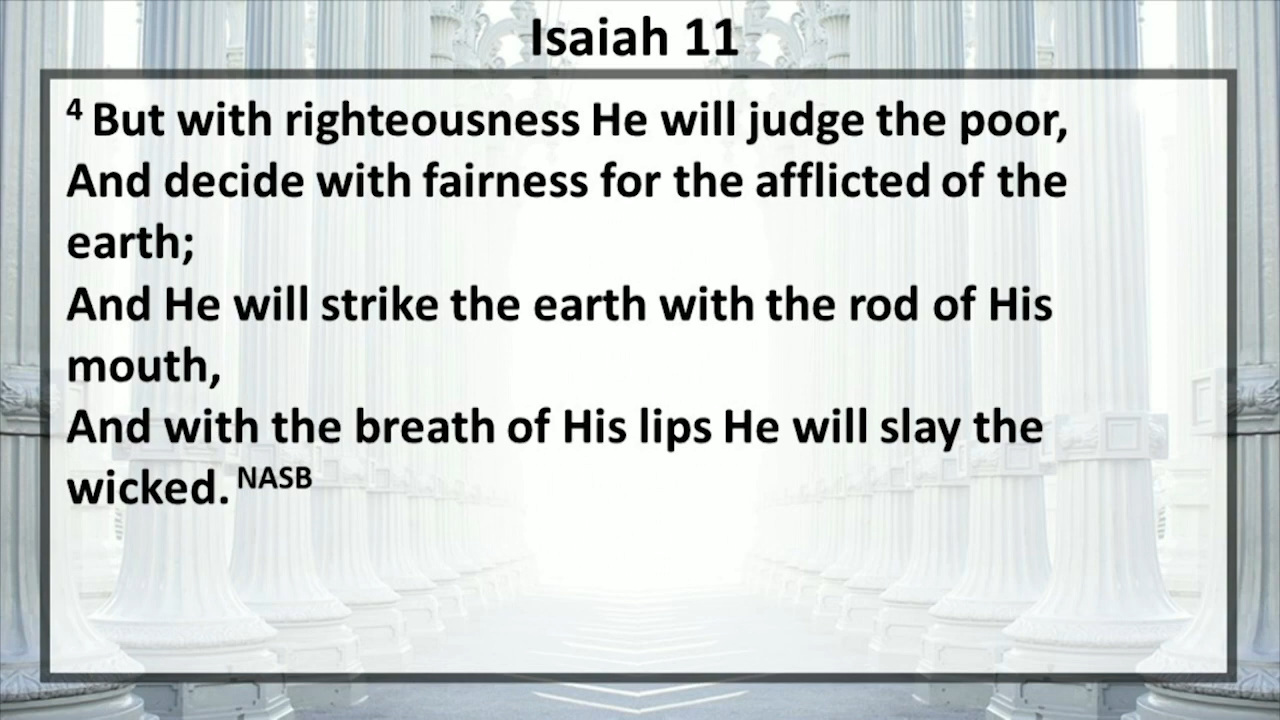 Isaiah 11
4 But with righteousness He will judge the poor,
And decide with fairness for the afflicted of the
earth;
And He will strike the earth with the rod of His
mouth,
And with the breath of His lips He will slay the
wicked. NASB